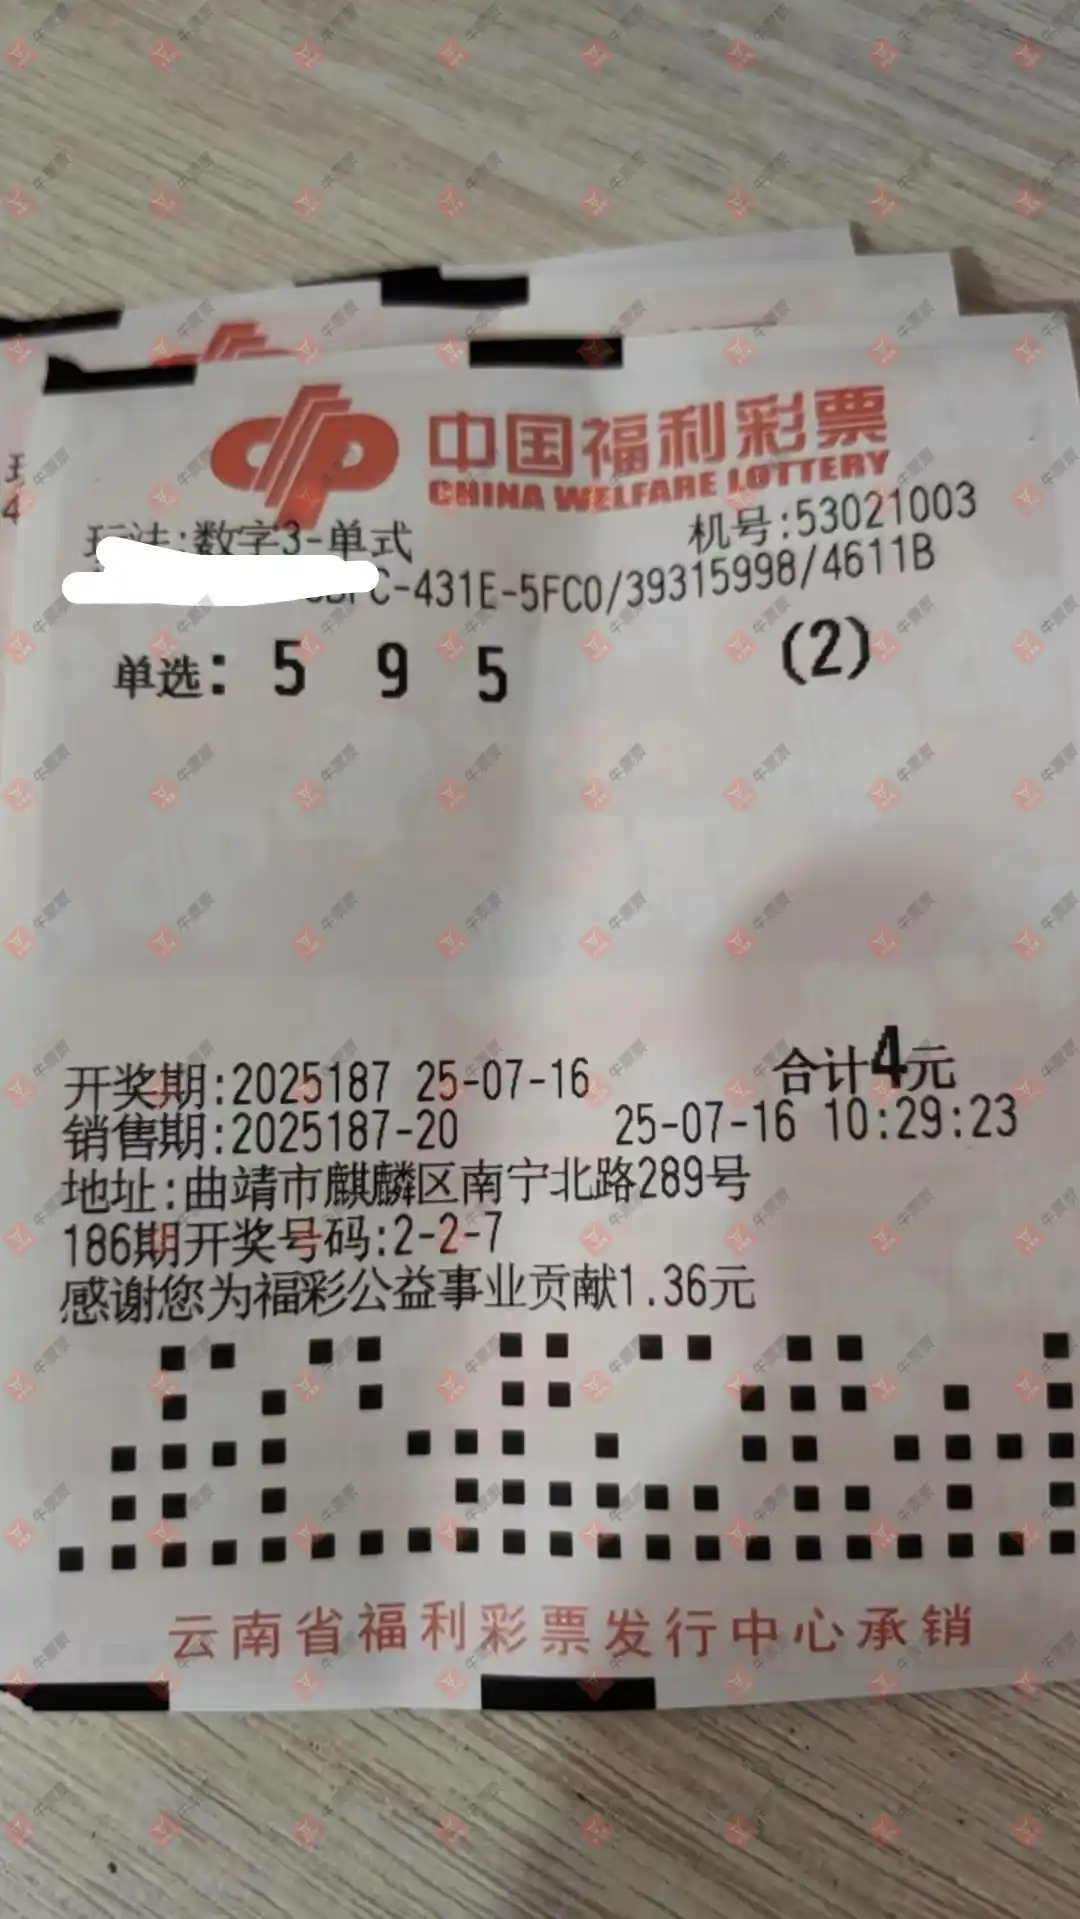 中国福利彩票
CHINA WELFARE LOTTERY
玩法:数字3-单式 机号:53021003
C-431E-5FC0/39315998/4611B
单选: 5 9 5 (2)
合计4元
开奖期:2025187 25-07-16
销售期:2025187-20 25-07-16 10:29:23
地址:曲靖市麒麟区南宁北路289号
186期开奖号码:2-2-7
感谢您为福彩公益事业贡献1.36元
云南省福利彩票发行中心承销
牛票票